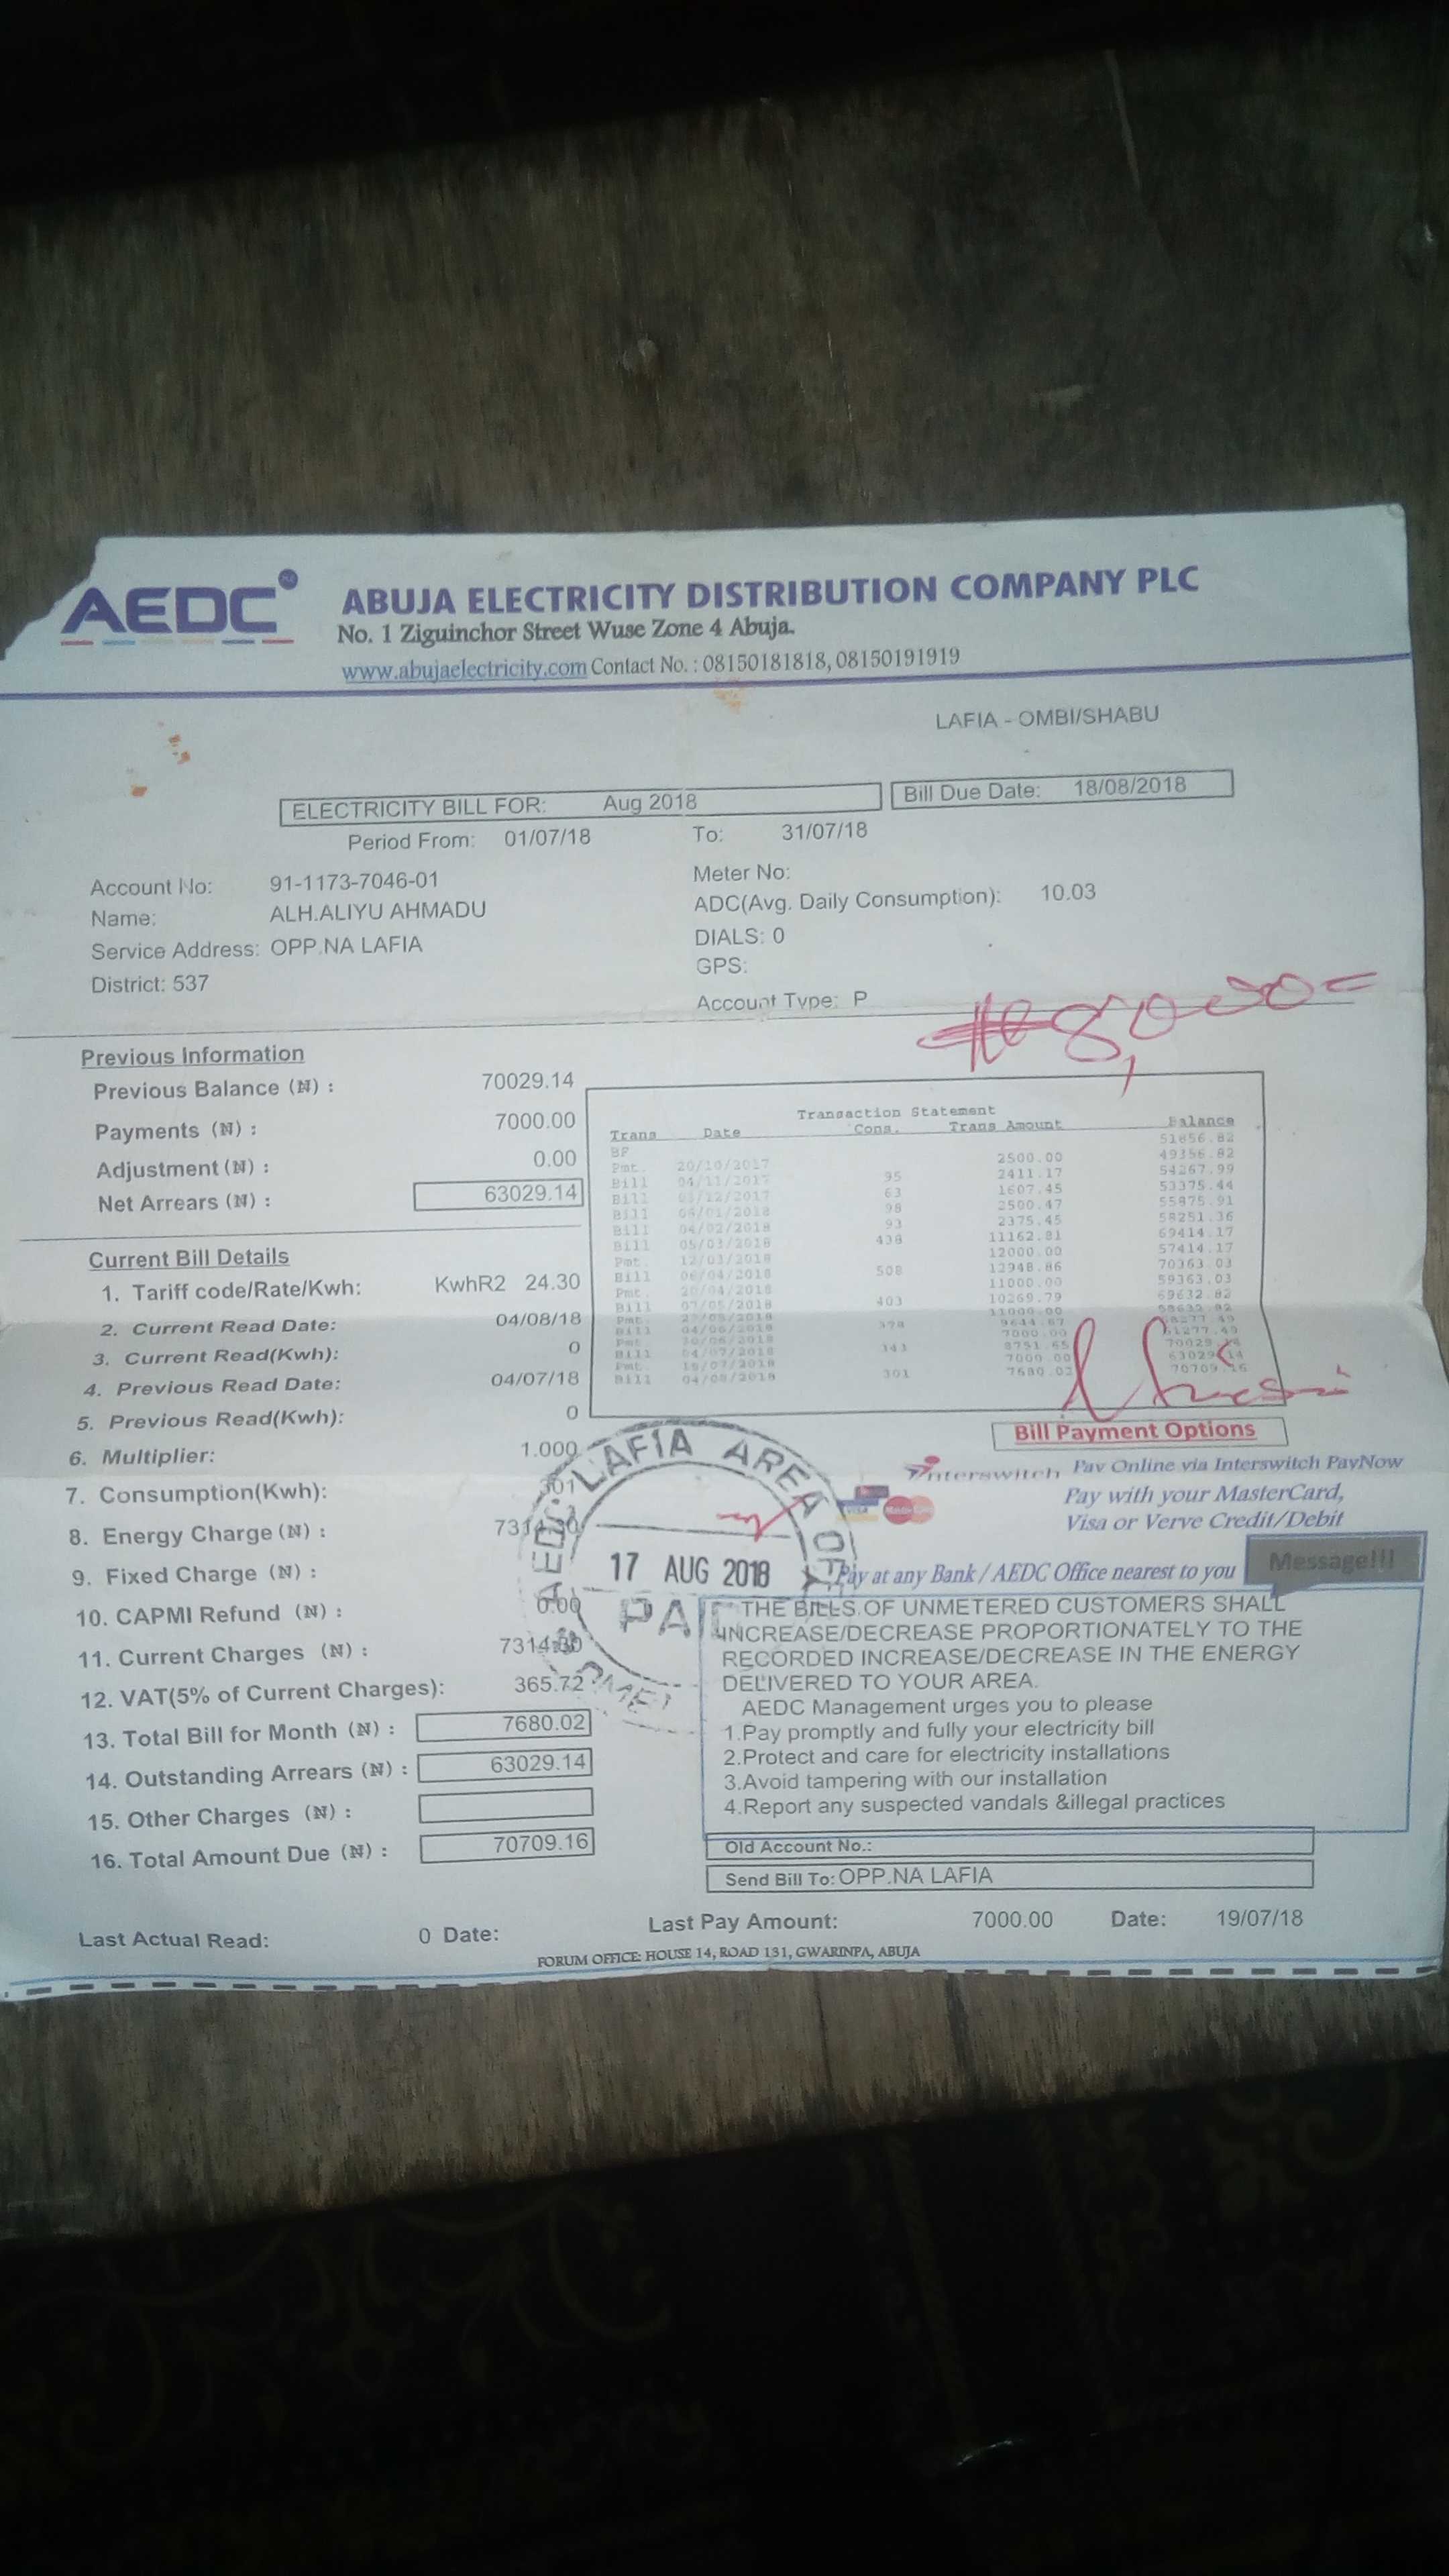 AEDC
ABUJA ELECTRICITY DISTRIBUTION COMPANY PLC
No. 1 Ziguinchor Street Wuse Zone 4 Abuja.
www.abujaelectricity.com Contact No. : 08150181818, 08150191919
LAFIA - OMBI/SHABU
ELECTRICITY BILL FOR: Aug 2018 Bill Due Date: 18/08/2018
Period From: 01/07/18 To: 31/07/18
Account No: 91-1173-7046-01
Name: ALH.ALIYU AHMADU
Service Address: OPP.NA LAFIA
District: 537
Meter No:
ADC(Avg. Daily Consumption): 10.03
DIALS: 0
GPS:
Account Type: P
Previous Information
Previous Balance (₦) : 70029.14
Payments (₦) : 7000.00
Adjustment (₦) : 0.00
Net Arrears (₦) : 63029.14
Transaction Statement
Trans Date Cons. Trans Amount Balance
BF 51856.82
Pmt. 20/10/2017 2500.00 49356.82
Bill 04/11/2017 95 2411.17 54267.99
Bill 63 1607.45 53375.44
Bill 04/01/2018 98 2500.47 55875.91
Bill 04/02/2018 93 2375.45 58251.36
Bill 05/03/2018 438 11162.81 69414.17
Pmt. 12/03/2018 12000.00 57414.17
Bill 06/04/2018 508 12948.86 70363.03
Pmt. 20/04/2018 11000.00 59363.03
Bill 07/05/2018 403 10269.79 69632.82
Pmt. 11000.00 58632.82
Bill 04/06/2018
Pmt. 7000.00 61277.49
Bill 04/07/2018 343 8751.65
Pmt. 19/07/2018 7000.00 63029.14
Bill 04/08/2018 301 7680.02 70709.16
Current Bill Details
1. Tariff code/Rate/Kwh: KwhR2 24.30
2. Current Read Date: 04/08/18
3. Current Read(Kwh): 0
4. Previous Read Date: 04/07/18
5. Previous Read(Kwh): 0
6. Multiplier: 1.000
7. Consumption(Kwh): 301
8. Energy Charge (₦) : 7314.30
9. Fixed Charge (₦) :
10. CAPMI Refund (₦) : 0.00
11. Current Charges (₦) : 7314.30
12. VAT(5% of Current Charges): 365.72
13. Total Bill for Month (₦) : 7680.02
14. Outstanding Arrears (₦) : 63029.14
15. Other Charges (₦) :
16. Total Amount Due (₦) : 70709.16
LAFIA AREA
17 AUG 2018
Bill Payment Options
Interswitch Pay Online via Interswitch PayNow
Pay with your MasterCard,
Visa or Verve Credit/Debit
Pay at any Bank / AEDC Office nearest to you
Message!!!
THE BILLS OF UNMETERED CUSTOMERS SHALL
INCREASE/DECREASE PROPORTIONATELY TO THE
RECORDED INCREASE/DECREASE IN THE ENERGY
DELIVERED TO YOUR AREA.
AEDC Management urges you to please
1.Pay promptly and fully your electricity bill
2.Protect and care for electricity installations
3.Avoid tampering with our installation
4.Report any suspected vandals &illegal practices
Old Account No.:
Send Bill To: OPP.NA LAFIA
Last Actual Read: 0 Date: Last Pay Amount: 7000.00 Date: 19/07/18
FORUM OFFICE: HOUSE 14, ROAD 131, GWARINPA, ABUJA